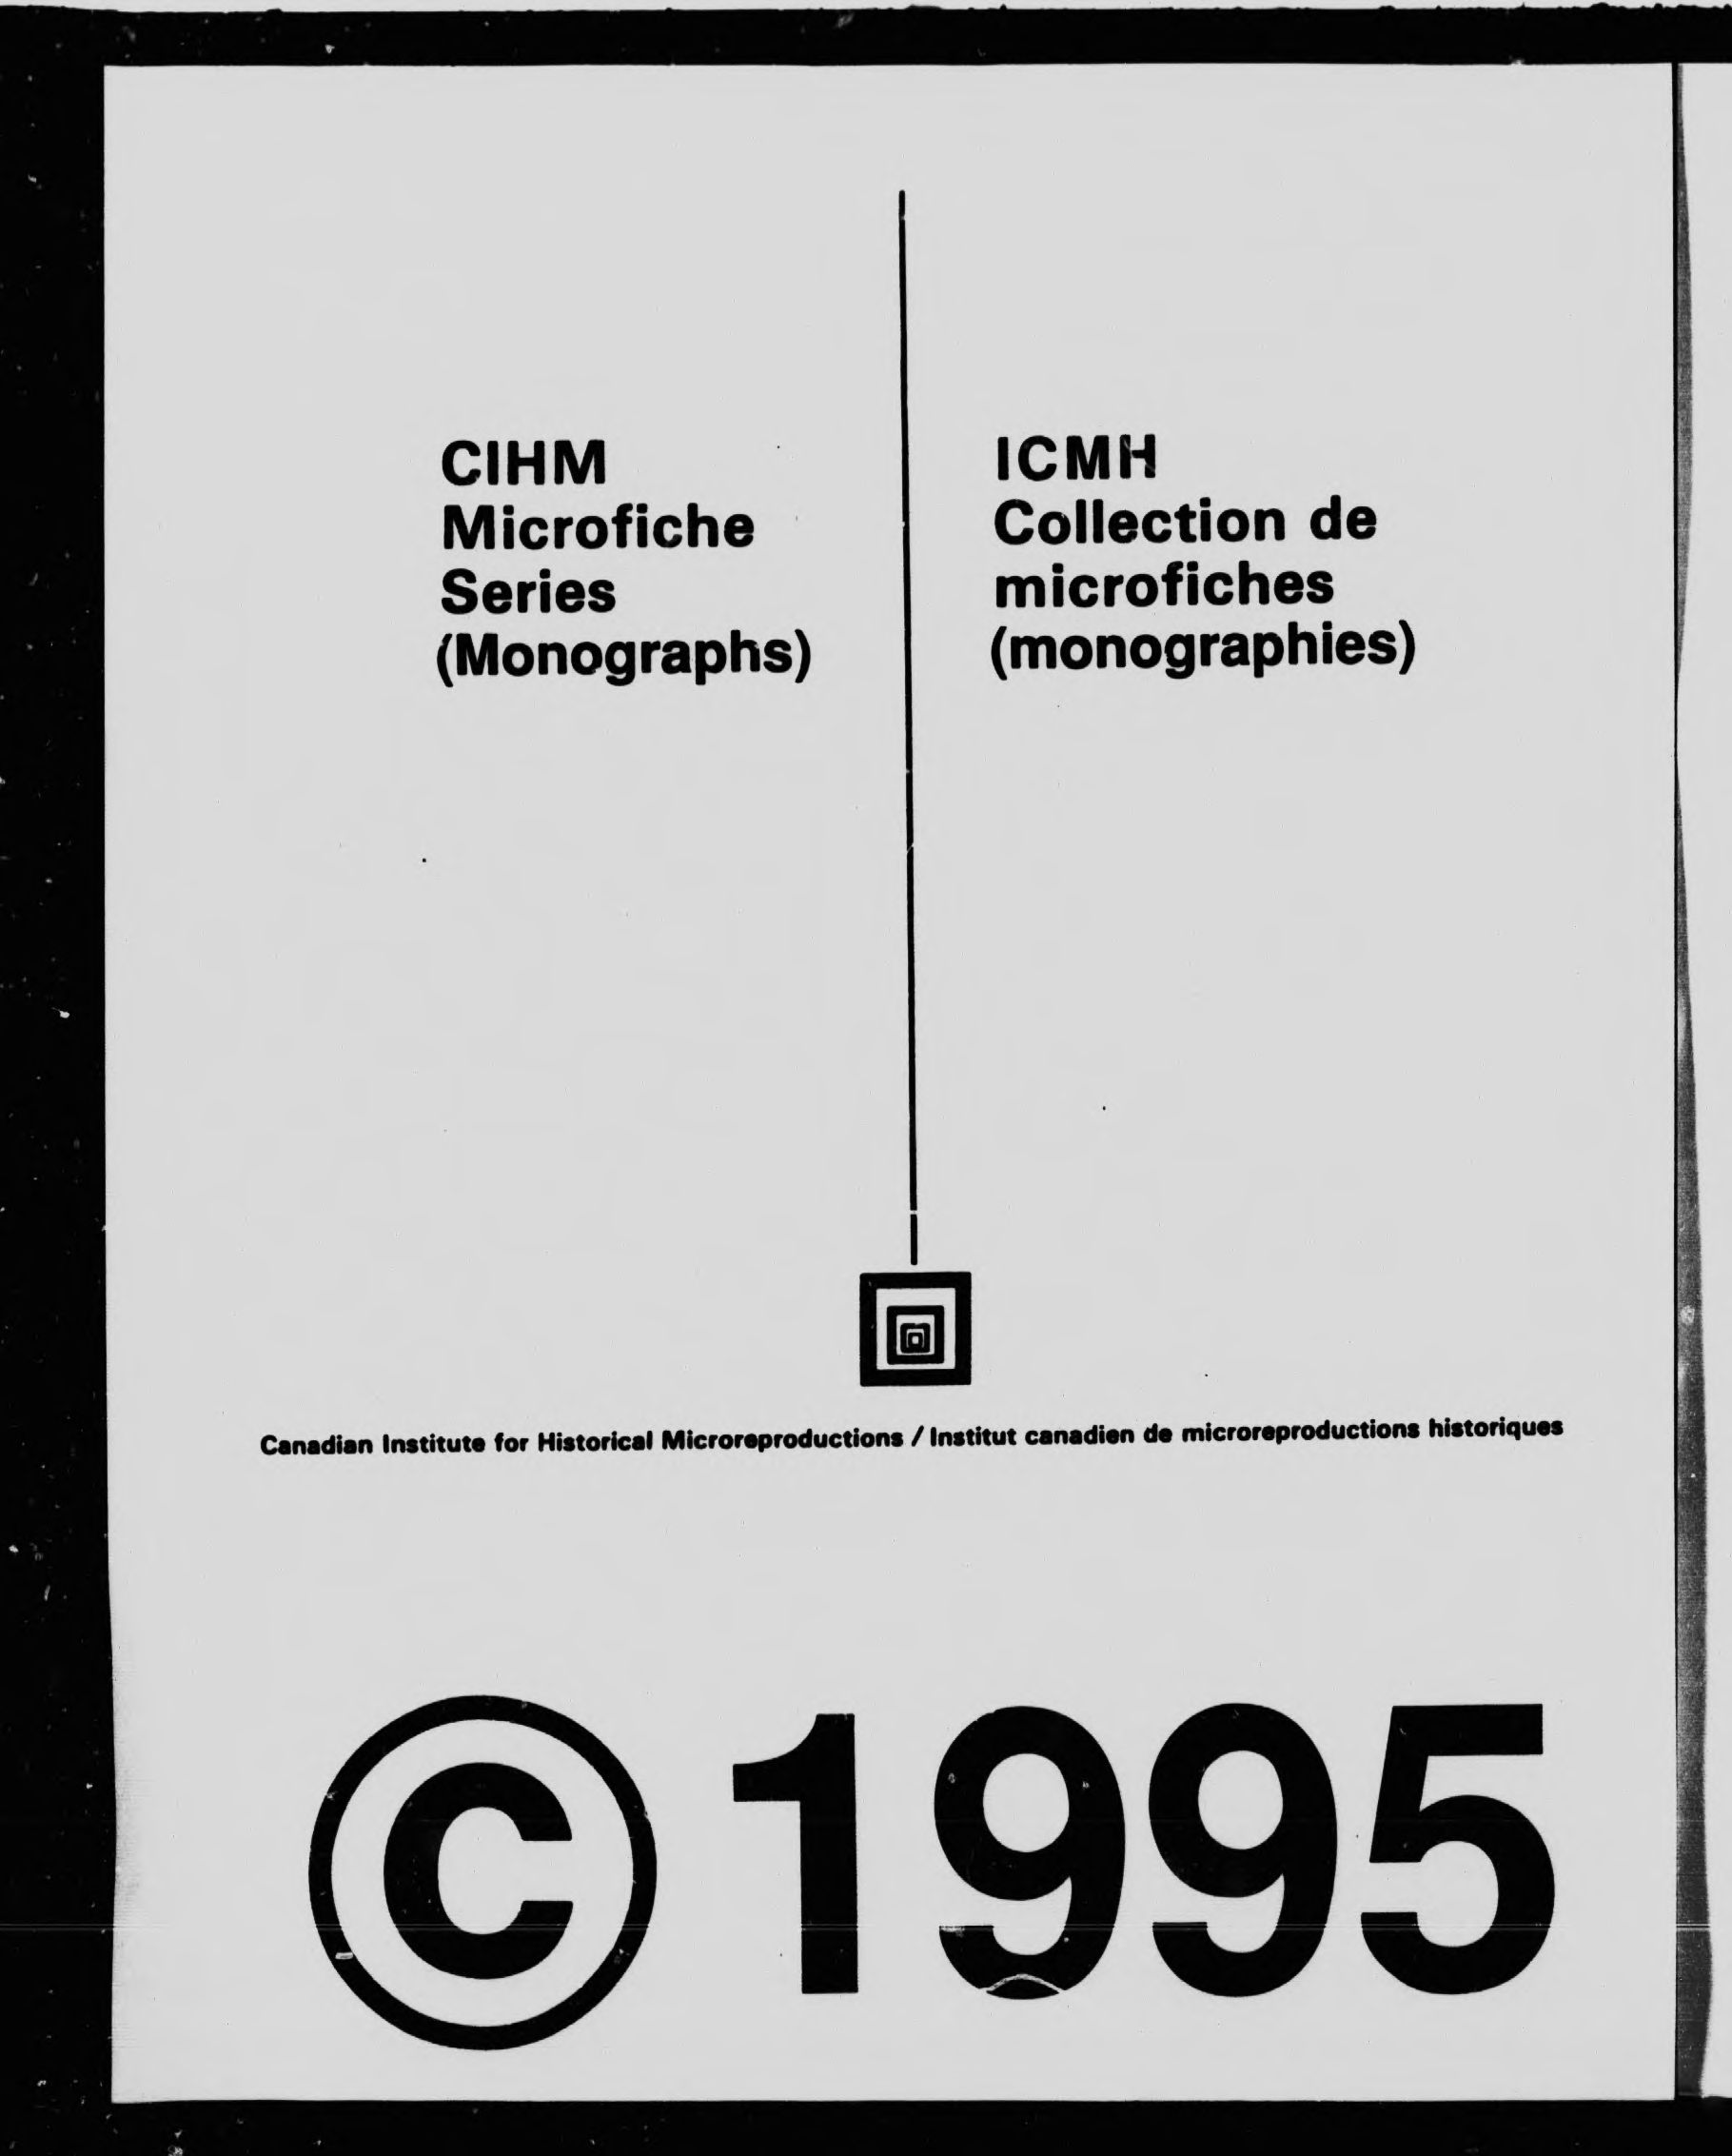 CIHM
Microfiche
Series
(Monographs)
ICMH
Collection de
microfiches
(monographies)
Canadian Institute for Historical Microreproductions / Institut canadien de microreproductions historiques
© 1995